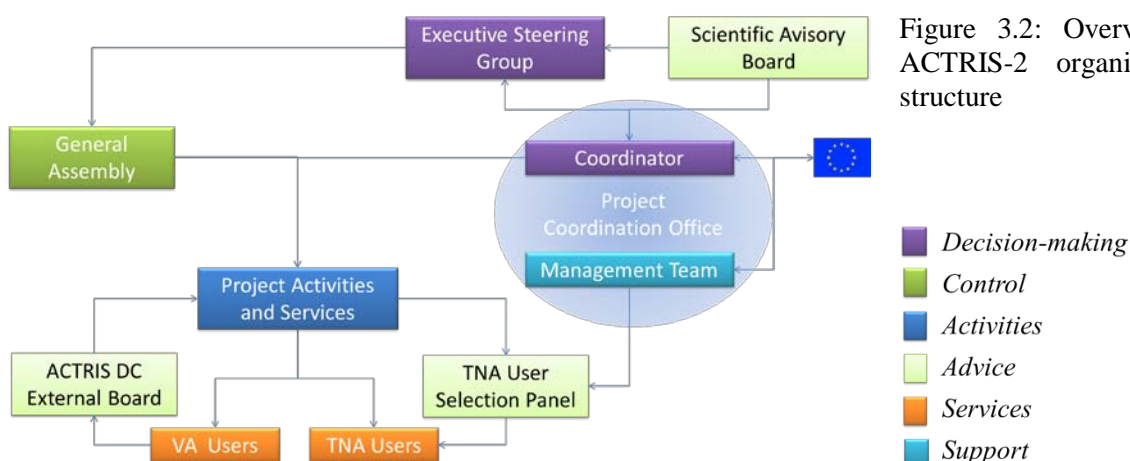 Executive Steering
Group
Scientific Avisory
Board
Figure 3.2:
ACTRIS-2
structure
General
Assembly
Coordinator
Project
Coordination Office
Management Team
Project Activities
and Services
ACTRIS DC
External Board
TNA User
Selection Panel
VA Users
TNA Users
Decision-making
Control
Activities
Advice
Services
Support